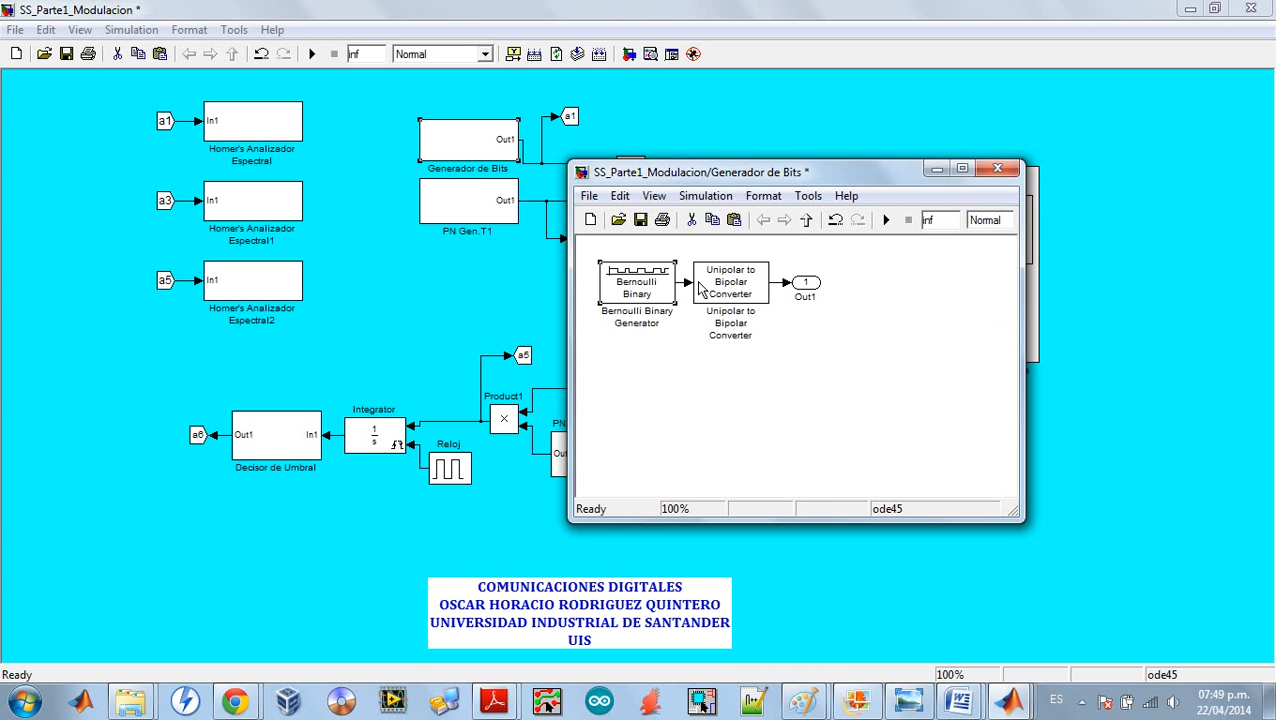 SS_Parte1_Modulacion *
File Edit View Simulation Format Tools Help
inf Normal
a1
In1
Homer's Analizador
Espectral
a3
In1
Homer's Analizador
Espectral1
a5
In1
Homer's Analizador
Espectral2
Out1
Generador de Bits
a1
Out1
PN Gen.T1
SS_Parte1_Modulacion/Generador de Bits *
File Edit View Simulation Format Tools Help
inf Normal
Bernoulli
Binary
Bernoulli Binary
Generator
Unipolar to
Bipolar
Converter
Unipolar to
Bipolar
Converter
1
Out1
Ready 100% ode45
a5
Product1
×
PN
Out
Integrator
1
s
Reloj
a6
Out1 In1
Decisor de Umbral
COMUNICACIONES DIGITALES
OSCAR HORACIO RODRIGUEZ QUINTERO
UNIVERSIDAD INDUSTRIAL DE SANTANDER
UIS
Ready 100% ode45
ES
07:49 p.m.
22/04/2014